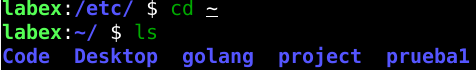 labex:/etc/ $ cd ~
labex:~/ $ ls
Code  Desktop  golang  project  prueba1